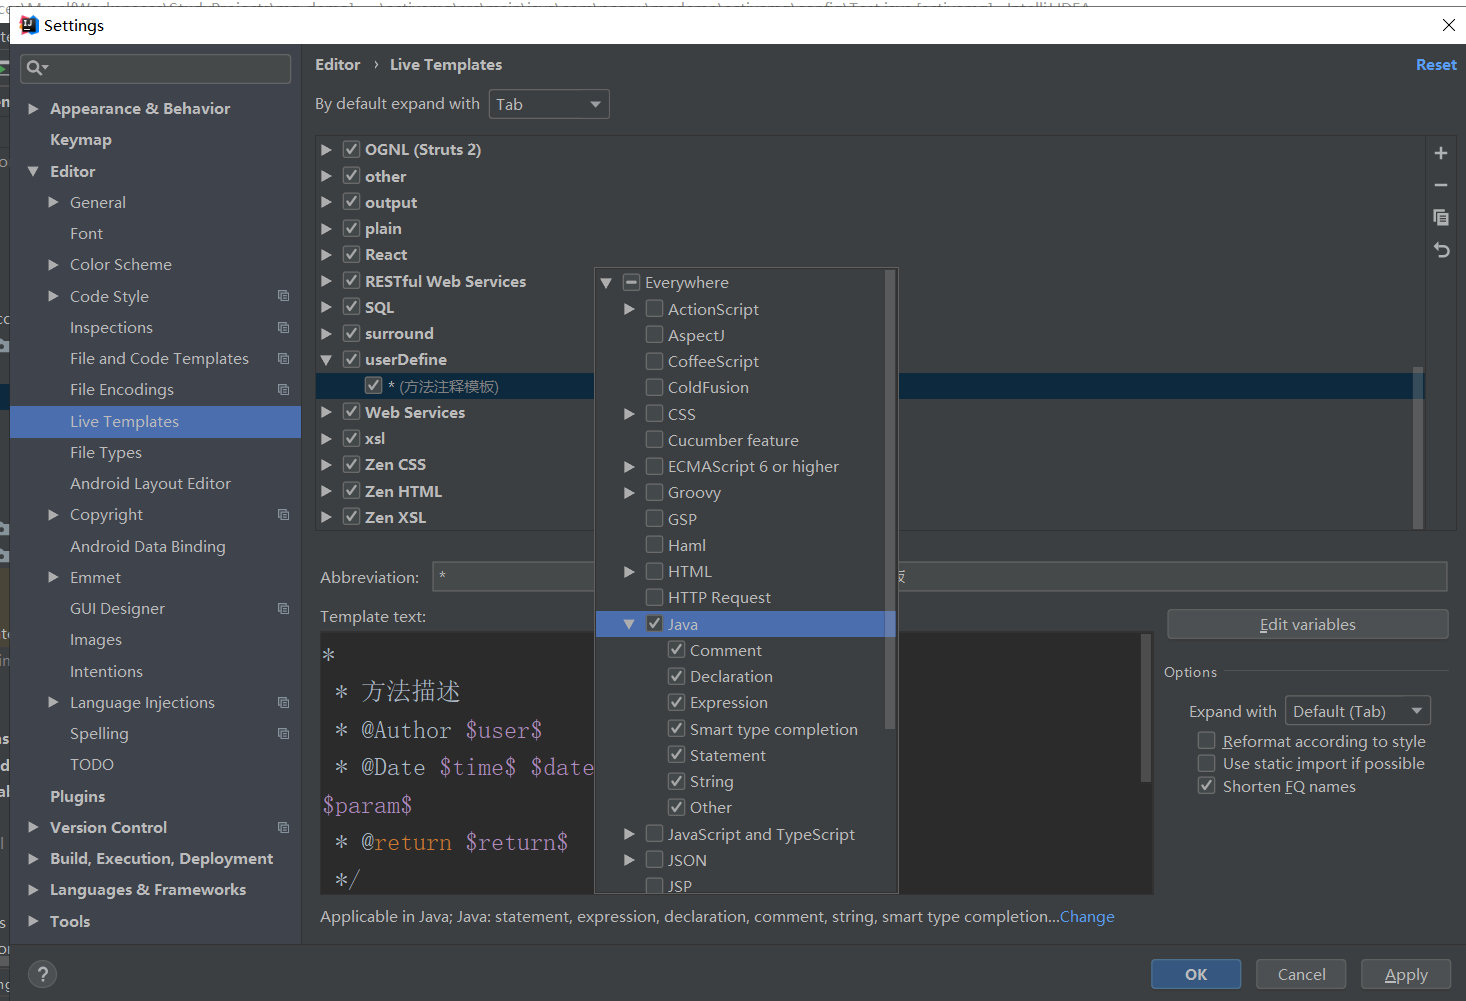 Settings
Appearance & Behavior
Keymap
Editor
General
Font
Color Scheme
Code Style
Inspections
File and Code Templates
File Encodings
Live Templates
File Types
Android Layout Editor
Copyright
Android Data Binding
Emmet
GUI Designer
Images
Intentions
Language Injections
Spelling
TODO
Plugins
Version Control
Build, Execution, Deployment
Languages & Frameworks
Tools
?
Editor › Live Templates
Reset
By default expand with Tab
OGNL (Struts 2)
other
output
plain
React
RESTful Web Services
SQL
surround
userDefine
* (方法注释模板)
Web Services
xsl
Zen CSS
Zen HTML
Zen XSL
Everywhere
ActionScript
AspectJ
CoffeeScript
ColdFusion
CSS
Cucumber feature
ECMAScript 6 or higher
Groovy
GSP
Haml
HTML
HTTP Request
Java
Comment
Declaration
Expression
Smart type completion
Statement
String
Other
JavaScript and TypeScript
JSON
JSP
Abbreviation: *
Template text:
*
* 方法描述
* @Author $user$
* @Date $time$ $date
$param$
* @return $return$
*/
Edit variables
Options
Expand with Default (Tab)
Reformat according to style
Use static import if possible
Shorten FQ names
Applicable in Java; Java: statement, expression, declaration, comment, string, smart type completion...Change
OK
Cancel
Apply